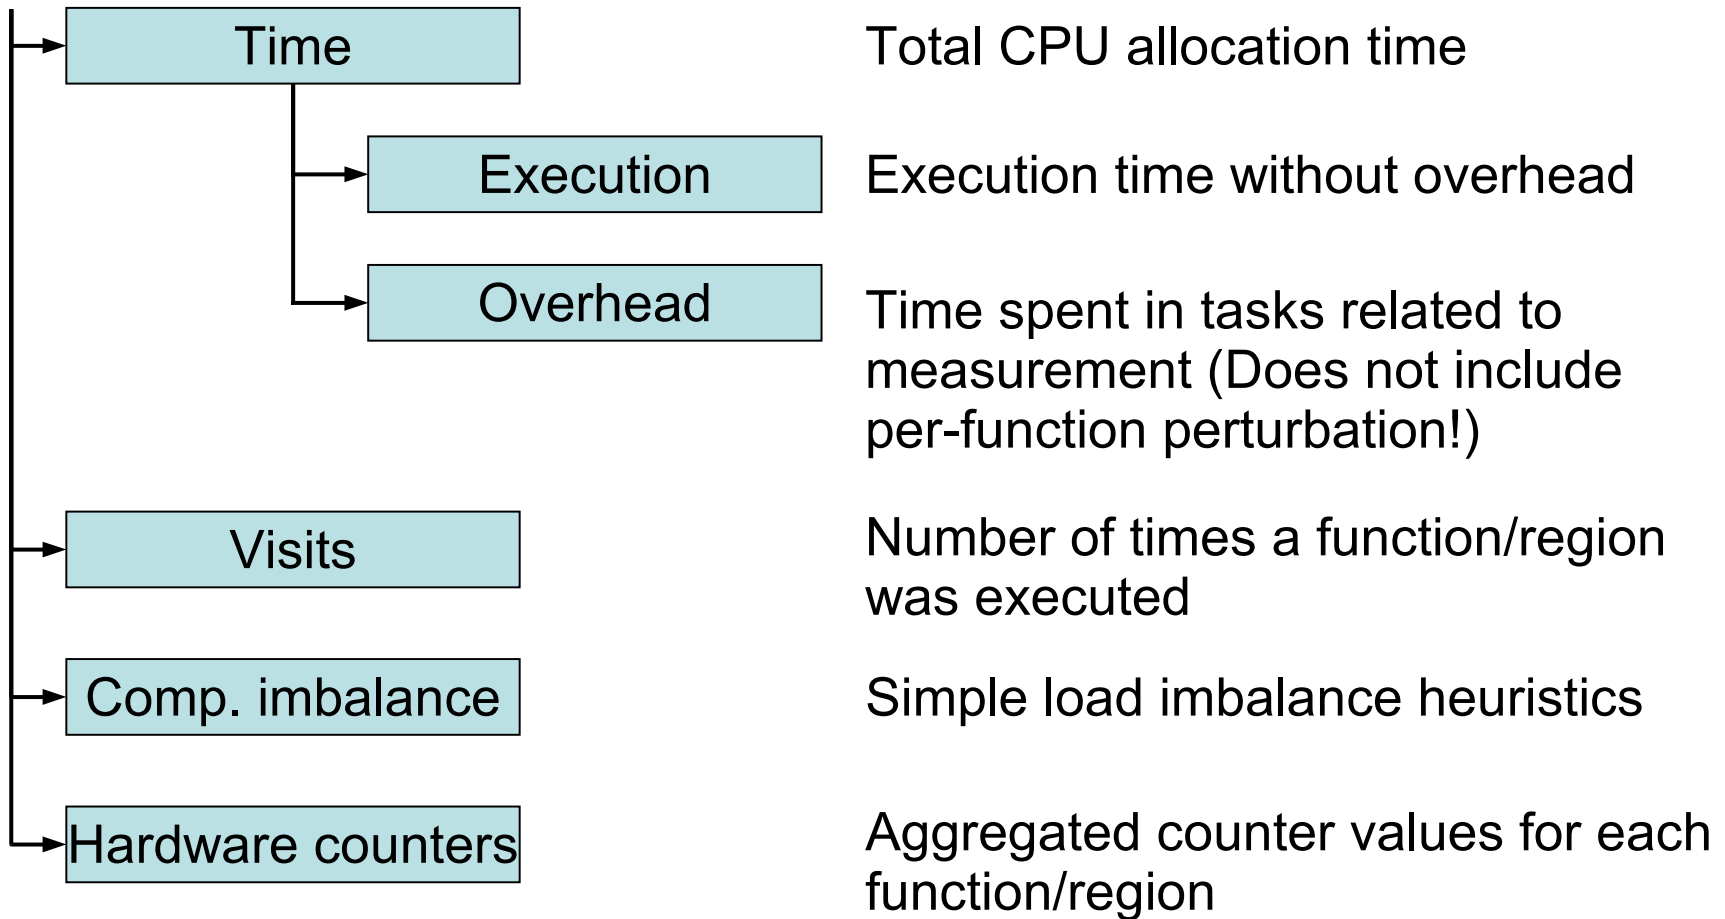 Time
Total CPU allocation time
Execution
Execution time without overhead
Overhead
Time spent in tasks related to
measurement (Does not include
per-function perturbation!)
Visits
Number of times a function/region
was executed
Comp. imbalance
Simple load imbalance heuristics
Hardware counters
Aggregated counter values for each
function/region